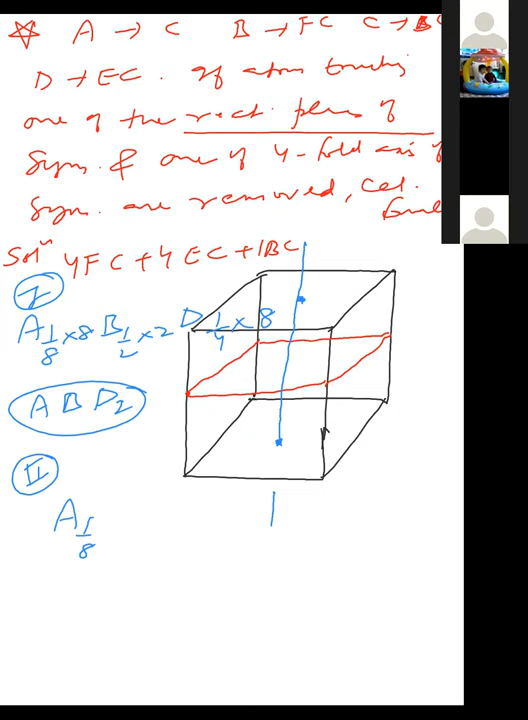 ☆ A → C B → FC C → BC
D → EC. If atoms touching
one of the rect. plane of
Sym. & one of 4-fold axis of
Sym. are removed, Cal.
Soln 4FC + 4EC + 1BC
I
A 1/8 × 8 B 1/2 × 2 D 1/4 × 8
A B D2
II
A 1/8
1